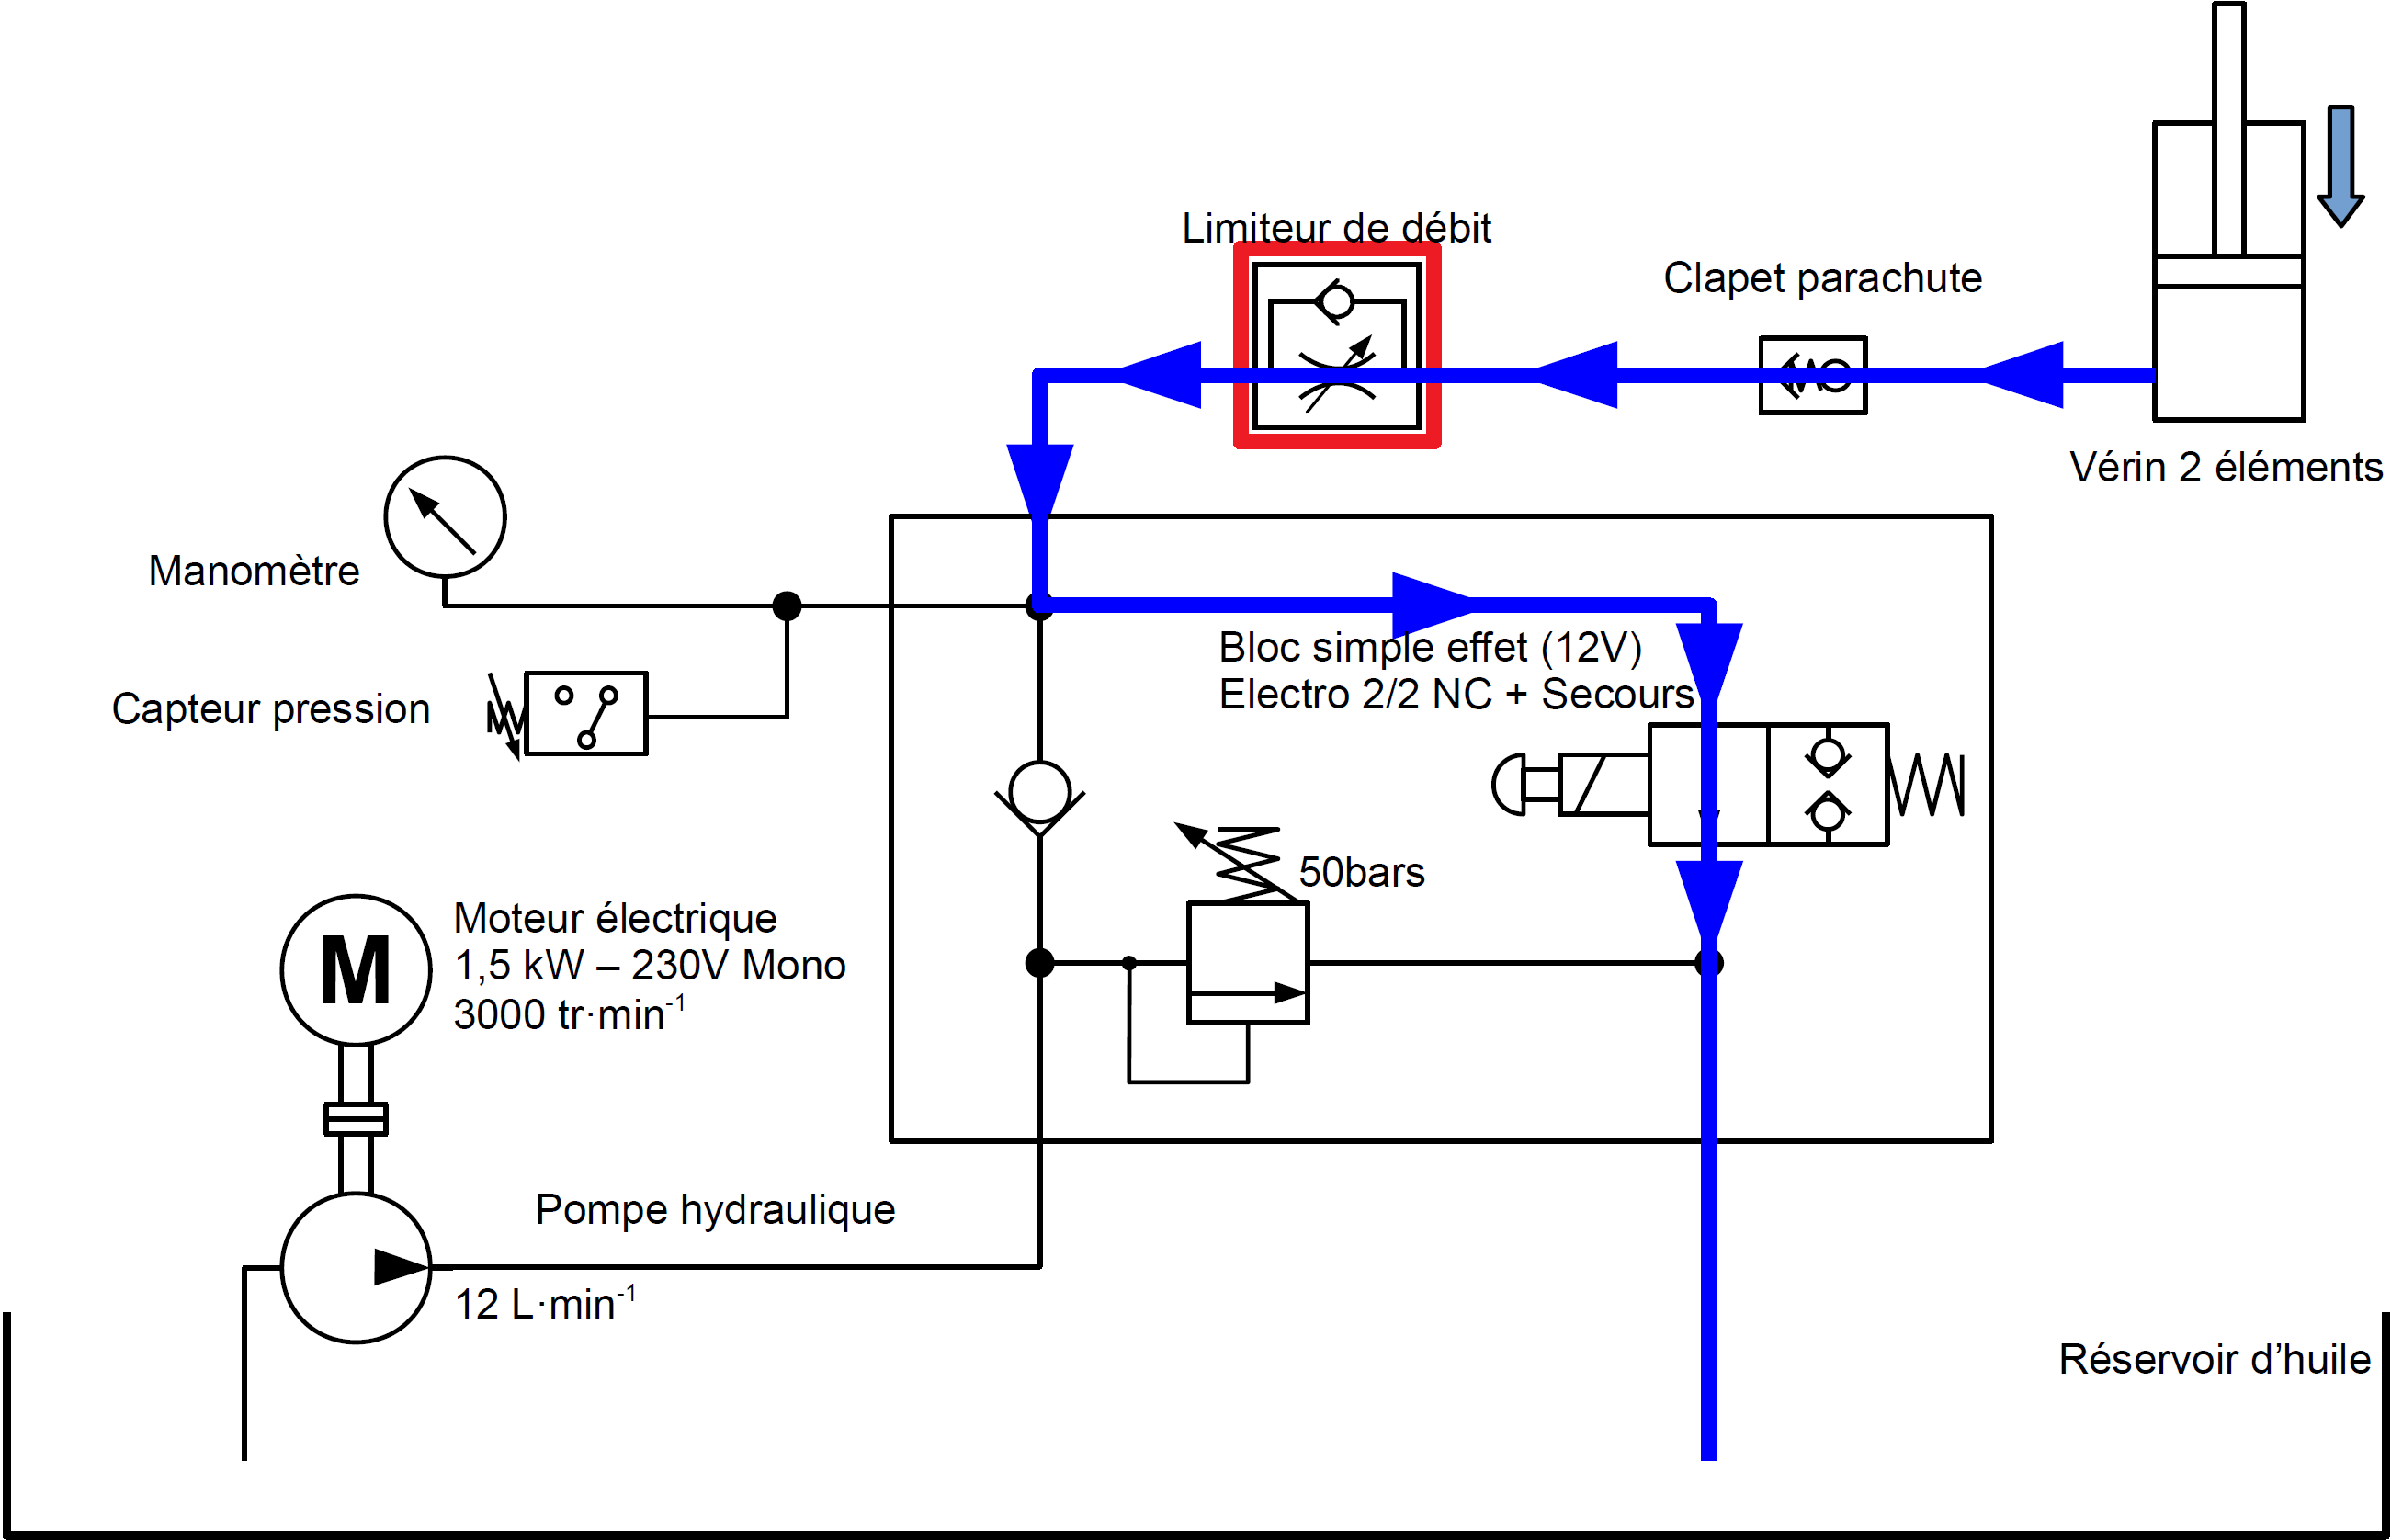 Limiteur de débit
Clapet parachute
Vérin 2 éléments
Manomètre
Bloc simple effet (12V)
Electro 2/2 NC + Secours
Capteur pression
50bars
M
Moteur électrique
1,5 kW – 230V Mono
3000 tr·min-1
Pompe hydraulique
12 L·min-1
Réservoir d’huile